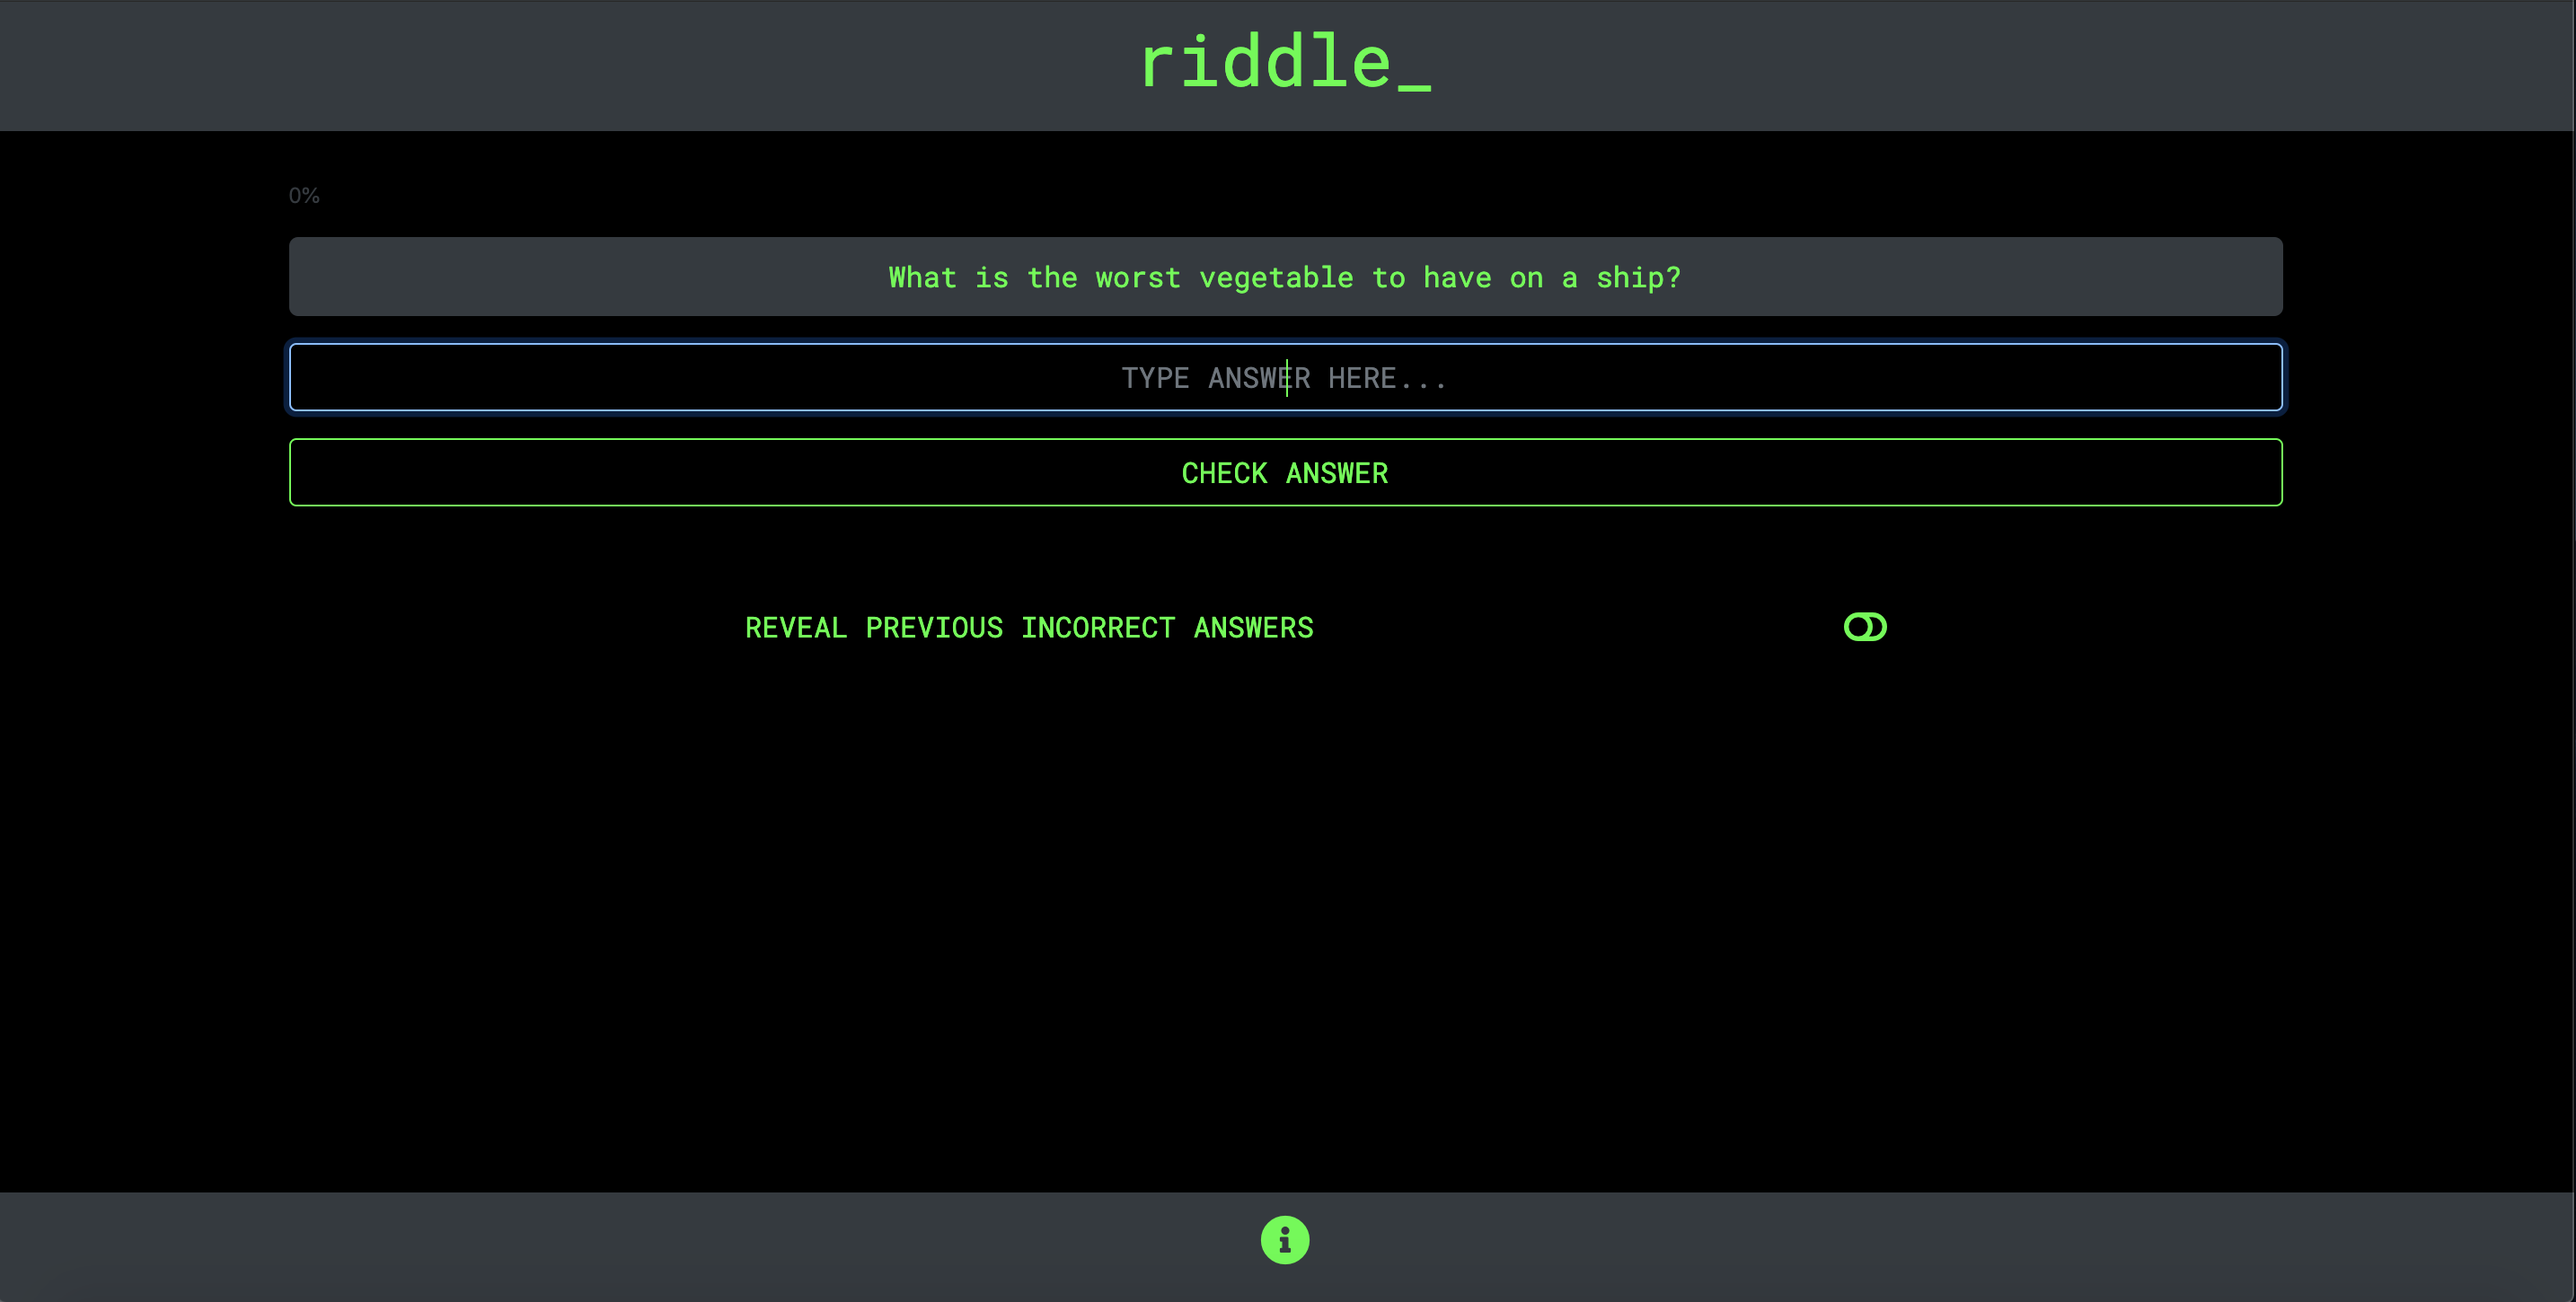 riddle_
0%
What is the worst vegetable to have on a ship?
TYPE ANSWER HERE...
CHECK ANSWER
REVEAL PREVIOUS INCORRECT ANSWERS